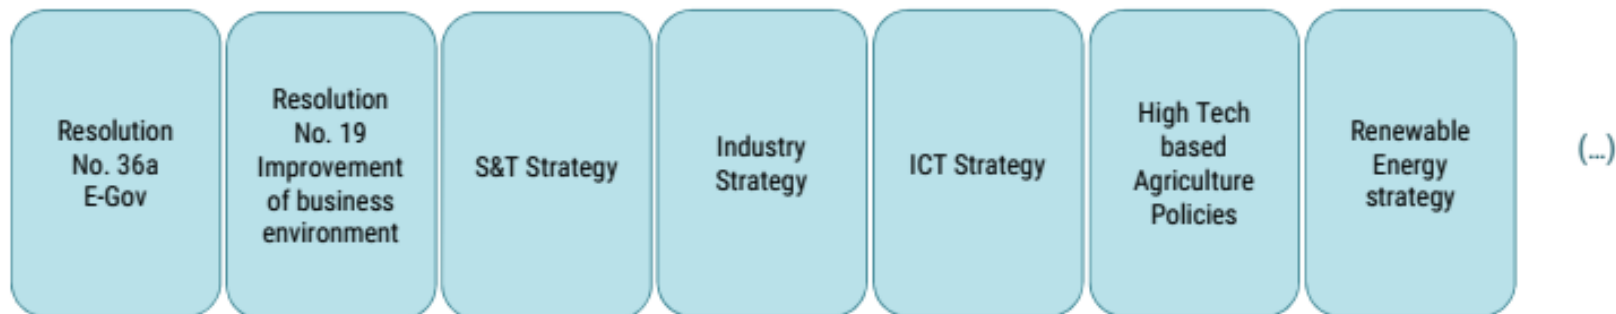 Resolution
No. 36a
E-Gov
Resolution
No. 19
Improvement
of business
environment
S&T Strategy
Industry
Strategy
ICT Strategy
High Tech
based
Agriculture
Policies
Renewable
Energy
strategy
(...)